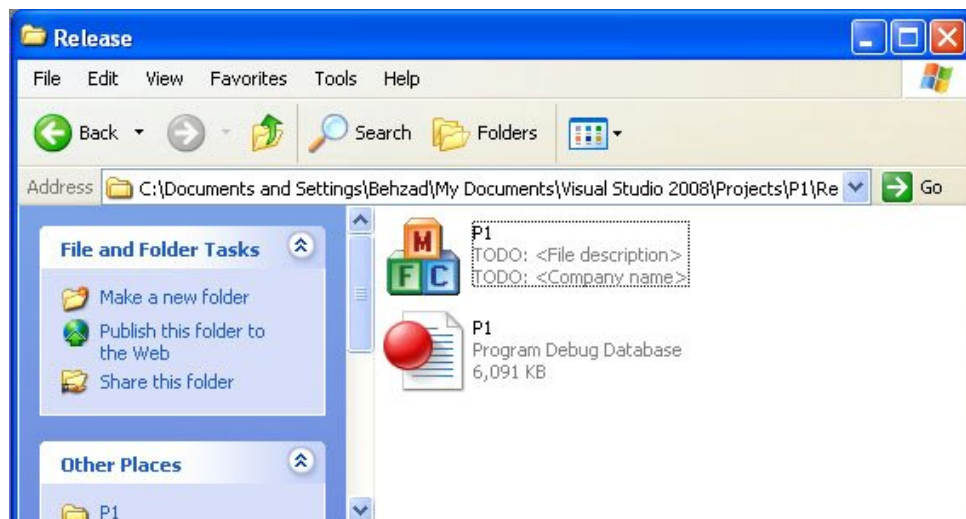 Release
File Edit View Favorites Tools Help
Back Search Folders
Address C:\Documents and Settings\Behzad\My Documents\Visual Studio 2008\Projects\P1\Re Go
File and Folder Tasks
Make a new folder
Publish this folder to
the Web
Share this folder
Other Places
P1
M
F C
P1
TODO: <File description>
TODO: <Company name>
P1
Program Debug Database
6,091 KB